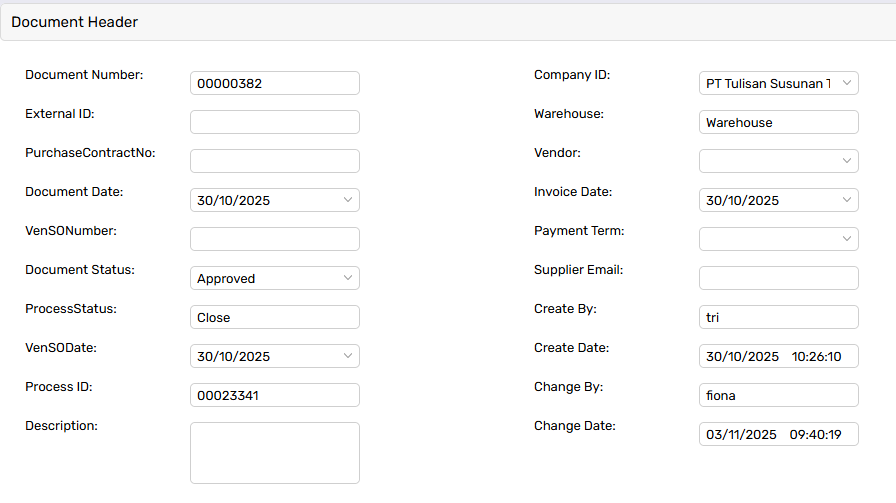 Document Header
Document Number: 00000382
Company ID: PT Tulisan Susunan
External ID:
Warehouse: Warehouse
PurchaseContractNo:
Vendor:
Document Date: 30/10/2025
Invoice Date: 30/10/2025
VenSONumber:
Payment Term:
Document Status: Approved
Supplier Email:
ProcessStatus: Close
Create By: tri
VenSODate: 30/10/2025
Create Date: 30/10/2025 10:26:10
Process ID: 00023341
Change By: fiona
Description:
Change Date: 03/11/2025 09:40:19